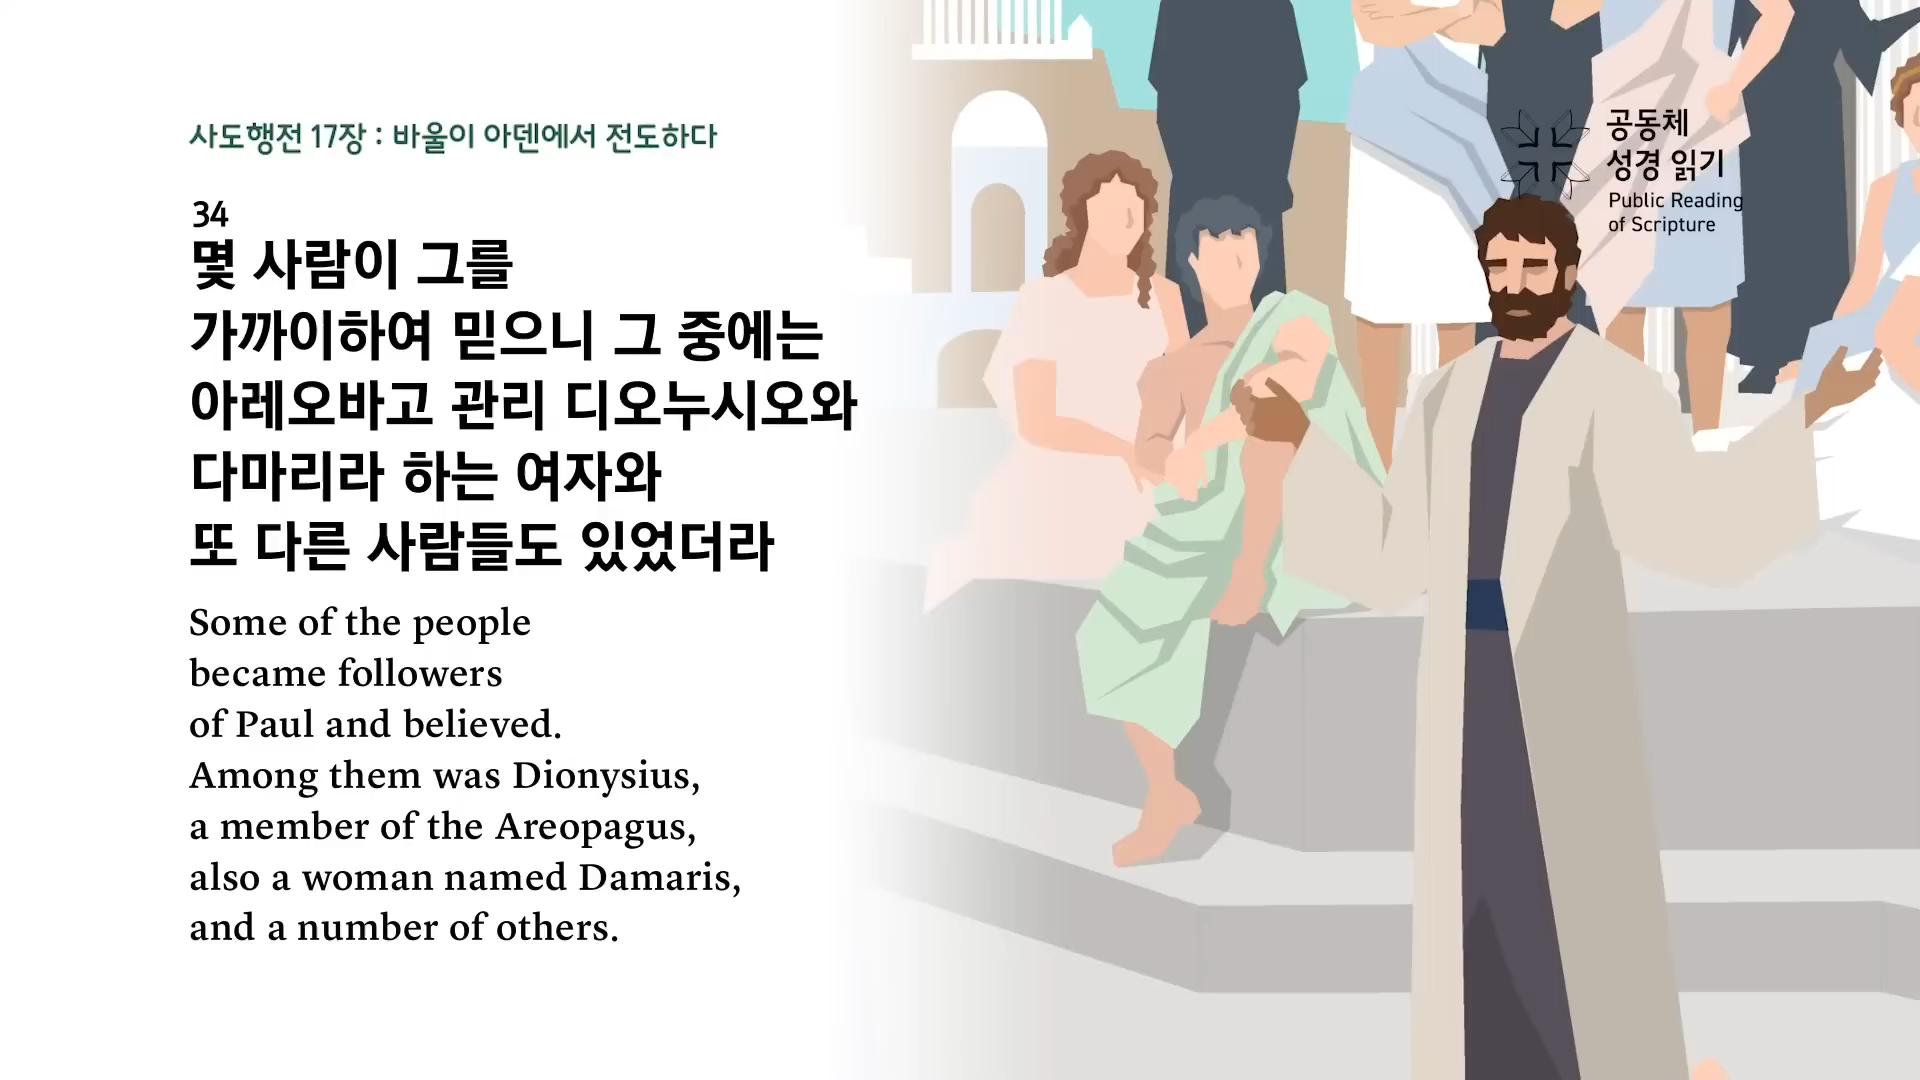 사도행전 17장 : 바울이 아덴에서 전도하다
34
몇 사람이 그를
가까이하여 믿으니 그 중에는
아레오바고 관리 디오누시오와
다마리라 하는 여자와
또 다른 사람들도 있었더라
Some of the people
became followers
of Paul and believed.
Among them was Dionysius,
a member of the Areopagus,
also a woman named Damaris,
and a number of others.
공동체
성경 읽기
Public Reading
of Scripture